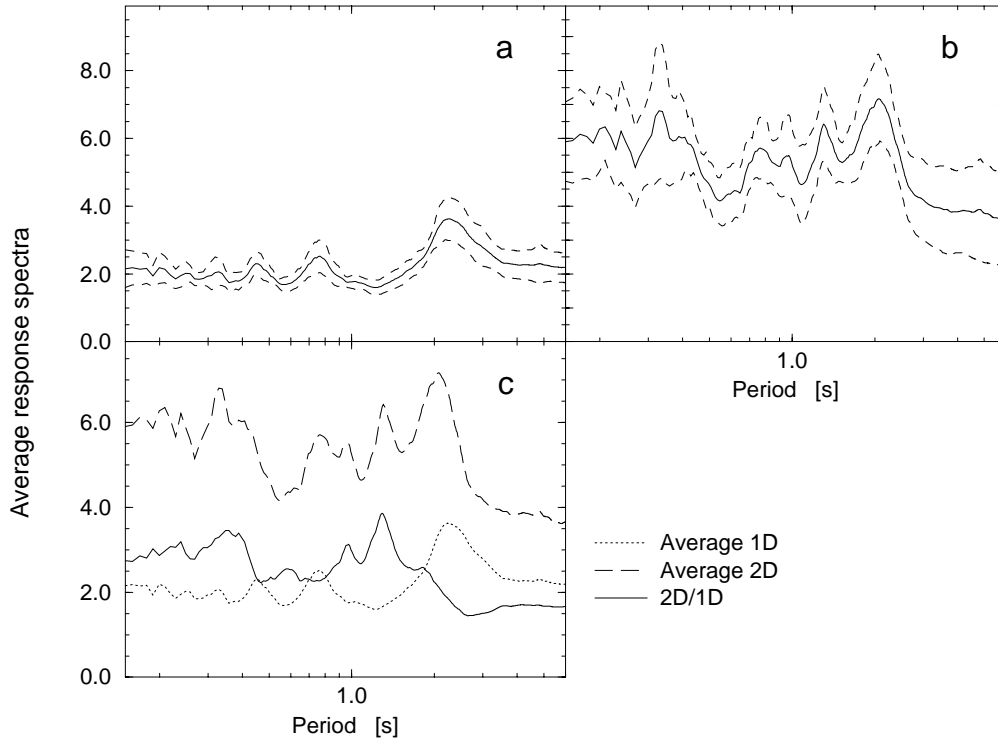 a
b
8.0
6.0
4.0
2.0
0.0
1.0
Period [s]
c
6.0
4.0
2.0
0.0
1.0
Period [s]
Average response spectra
Average 1D
Average 2D
2D/1D